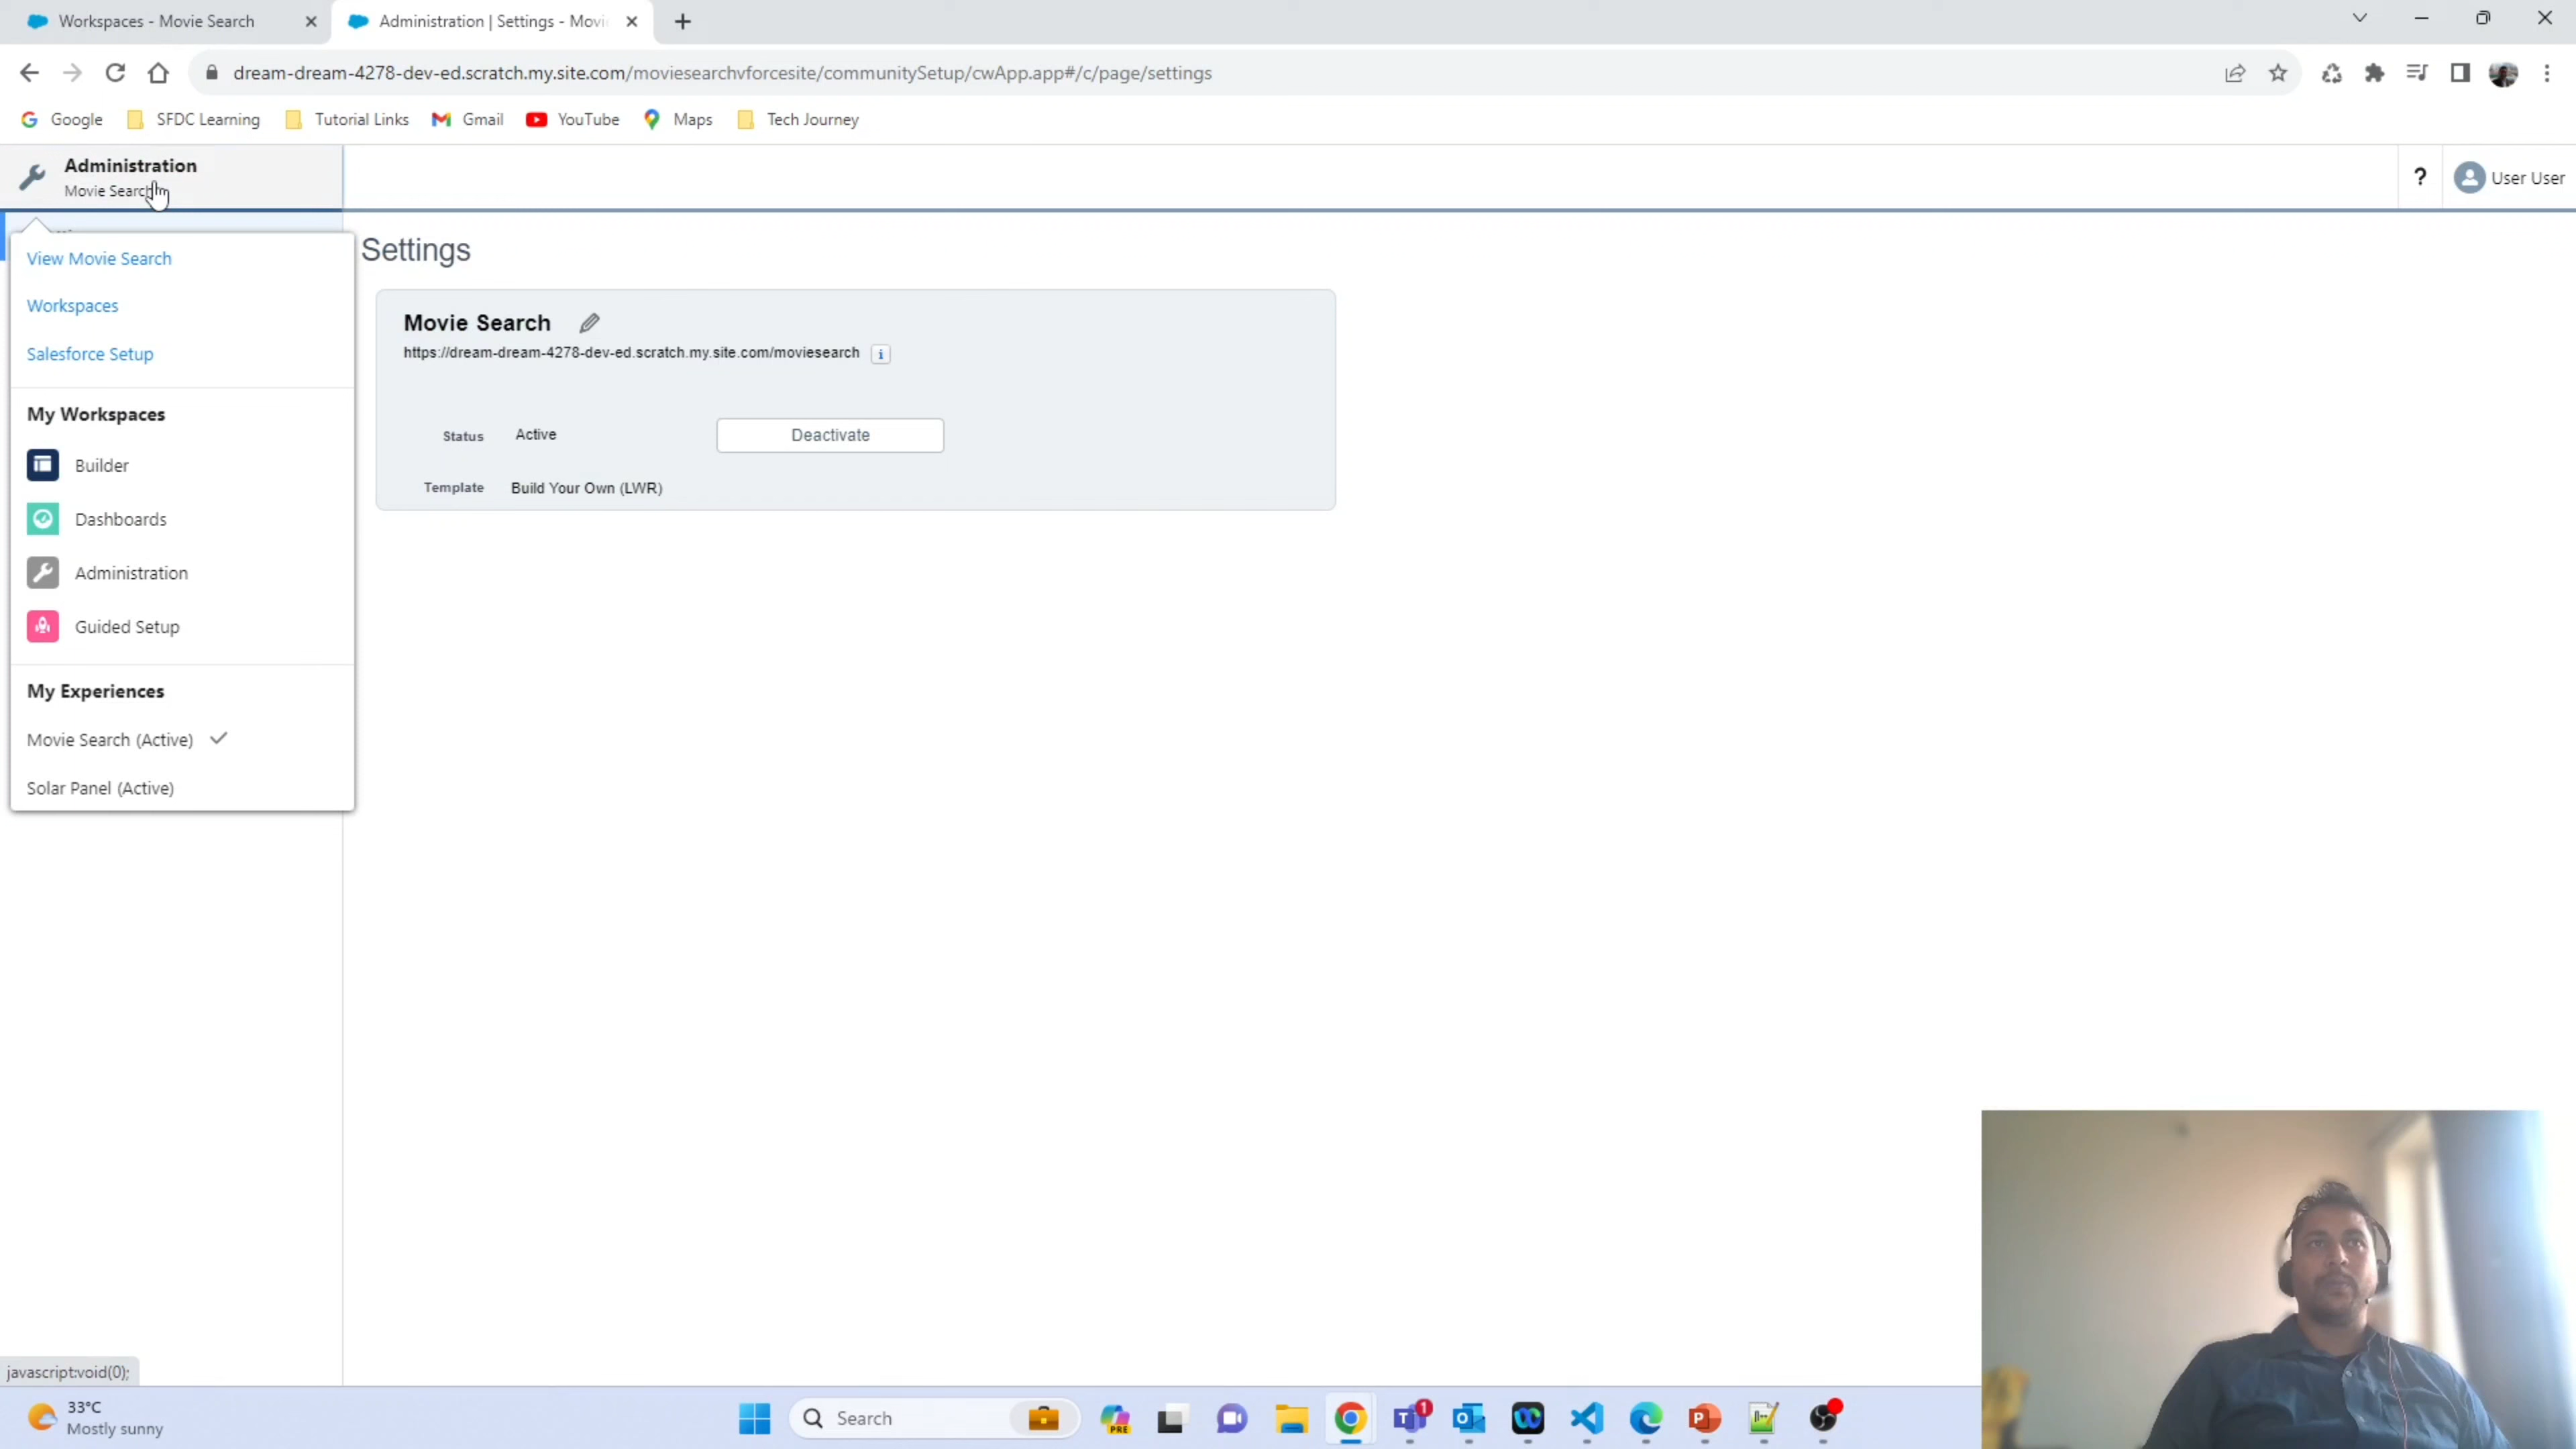 Workspaces - Movie Search
Administration | Settings - Movi
dream-dream-4278-dev-ed.scratch.my.site.com/moviesearchvforcesite/communitySetup/cwApp.app#/c/page/settings
Google
SFDC Learning
Tutorial Links
Gmail
YouTube
Maps
Tech Journey
Administration
Movie Search
?
User User
View Movie Search
Workspaces
Salesforce Setup
My Workspaces
Builder
Dashboards
Administration
Guided Setup
My Experiences
Movie Search (Active)
Solar Panel (Active)
Settings
Movie Search
https://dream-dream-4278-dev-ed.scratch.my.site.com/moviesearch i
Status Active Deactivate
Template Build Your Own (LWR)
javascript:void(0);
33°C
Mostly sunny
Search
PRE
1